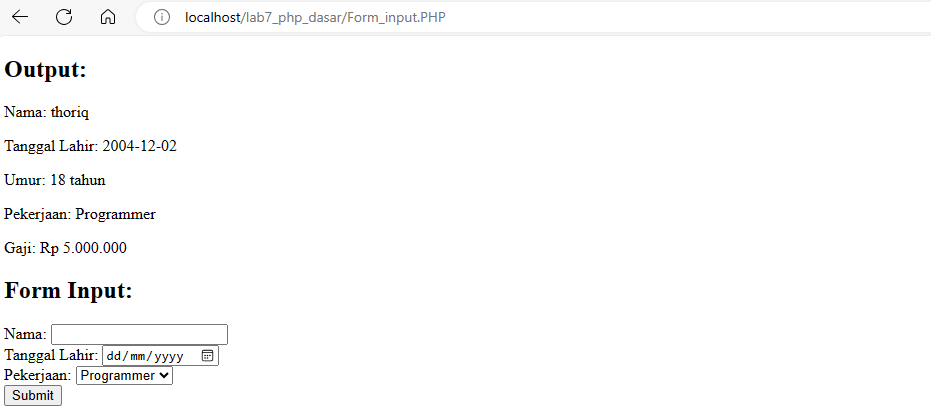 localhost/lab7_php_dasar/Form_input.PHP
Output:
Nama: thoriq
Tanggal Lahir: 2004-12-02
Umur: 18 tahun
Pekerjaan: Programmer
Gaji: Rp 5.000.000
Form Input:
Nama:
Tanggal Lahir: dd/mm/yyyy
Pekerjaan: Programmer
Submit